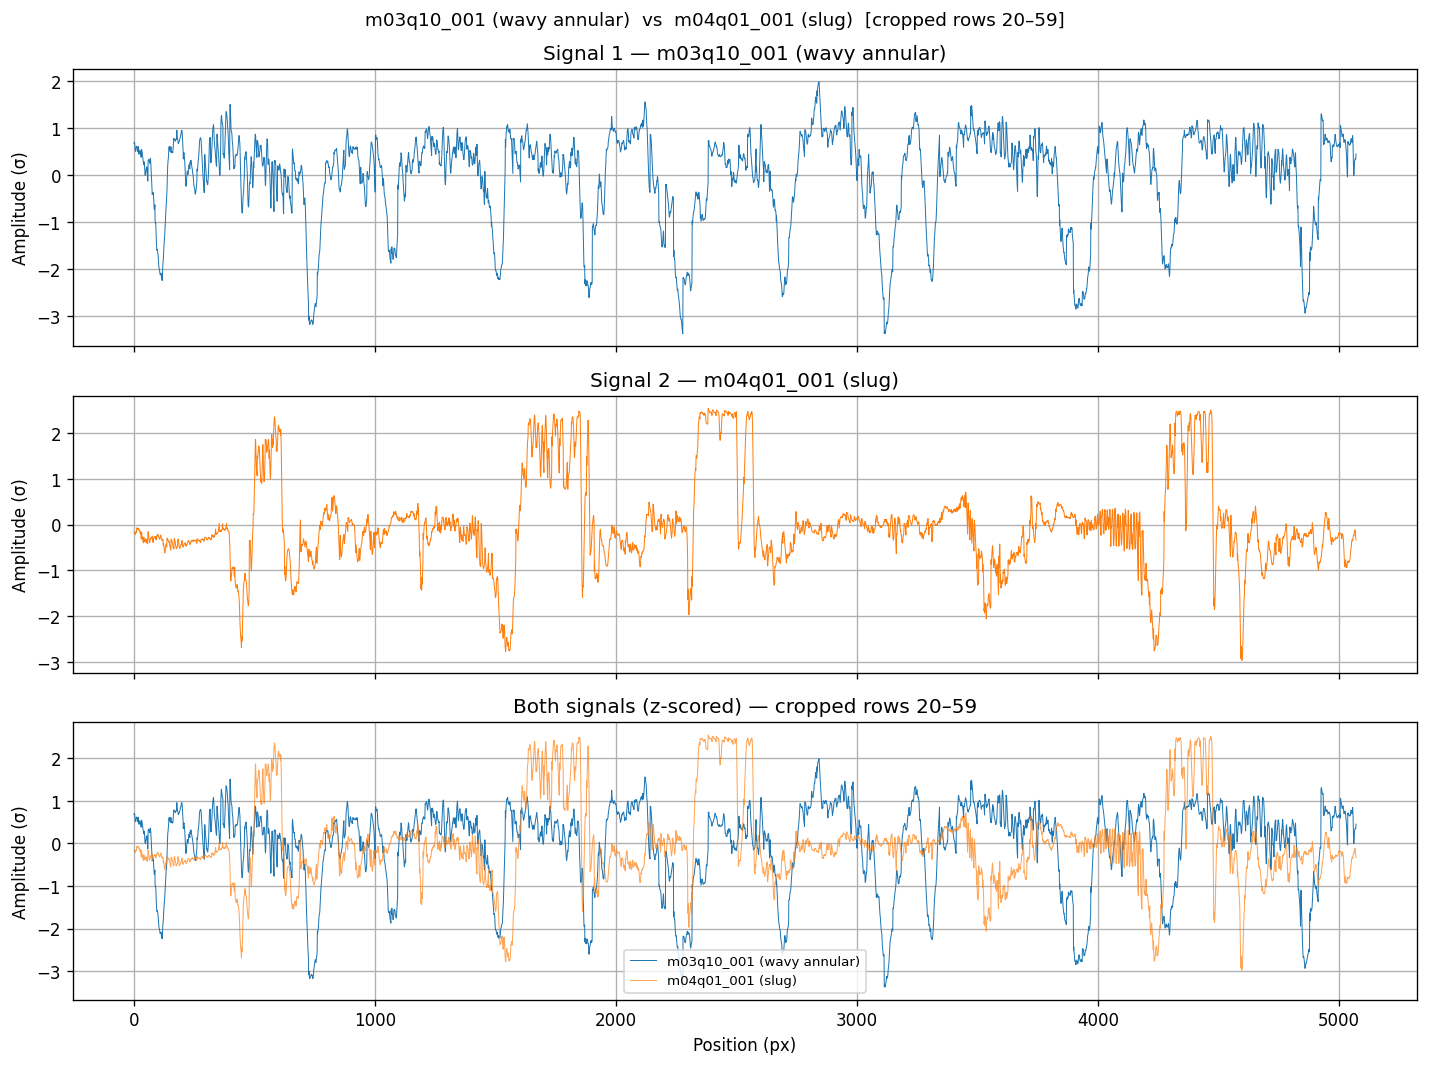 m03q10_001 (wavy annular)  vs  m04q01_001 (slug)  [cropped rows 20–59]
Signal 1 — m03q10_001 (wavy annular)
Amplitude (σ)
2
1
0
−1
−2
−3
Signal 2 — m04q01_001 (slug)
Amplitude (σ)
2
1
0
−1
−2
−3
Both signals (z-scored) — cropped rows 20–59
Amplitude (σ)
2
1
0
−1
−2
−3
m03q10_001 (wavy annular)
m04q01_001 (slug)
0 1000 2000 3000 4000 5000
Position (px)